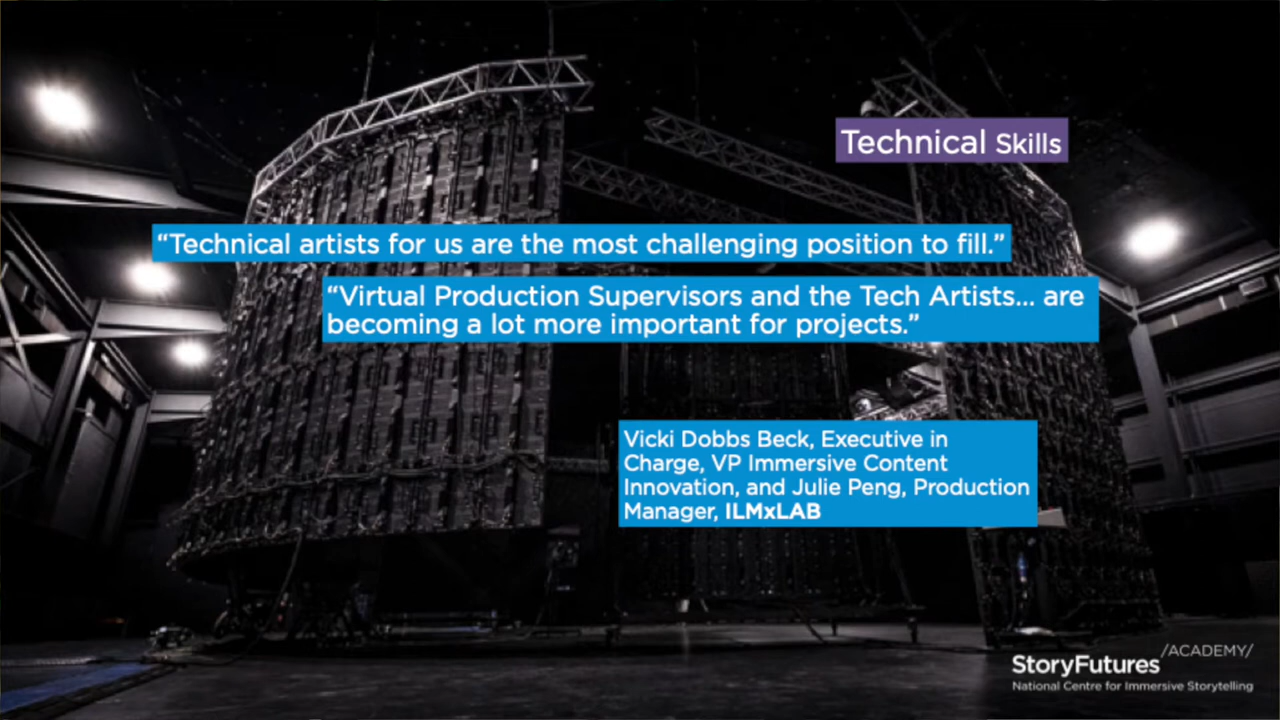 Technical Skills
“Technical artists for us are the most challenging position to fill.”
“Virtual Production Supervisors and the Tech Artists... are
becoming a lot more important for projects.”
Vicki Dobbs Beck, Executive in
Charge, VP Immersive Content
Innovation, and Julie Peng, Production
Manager, ILMxLAB
/ACADEMY/
StoryFutures
National Centre for Immersive Storytelling